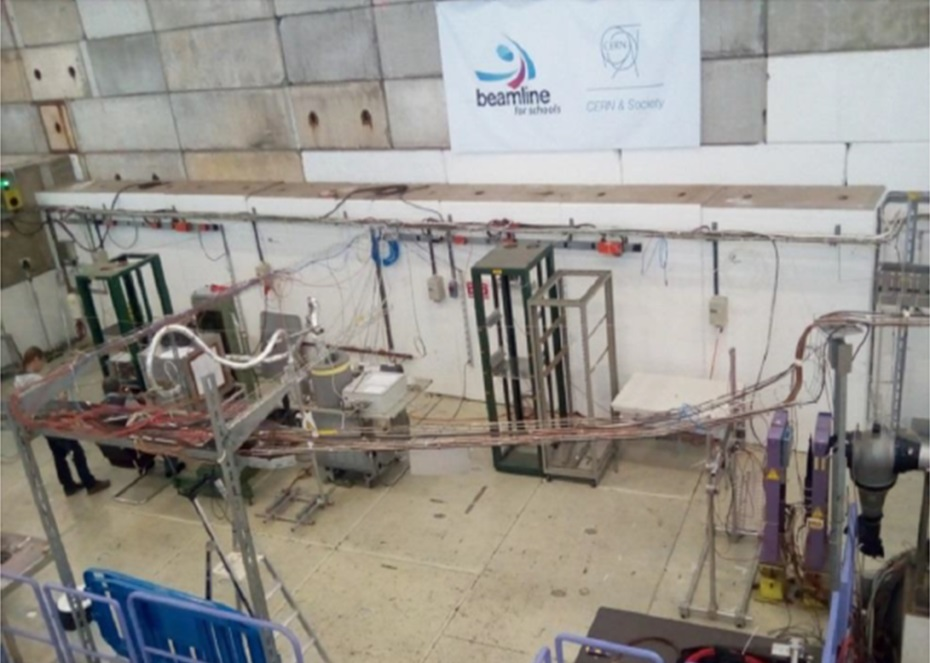 beamline
for schools
CERN
CERN & Society